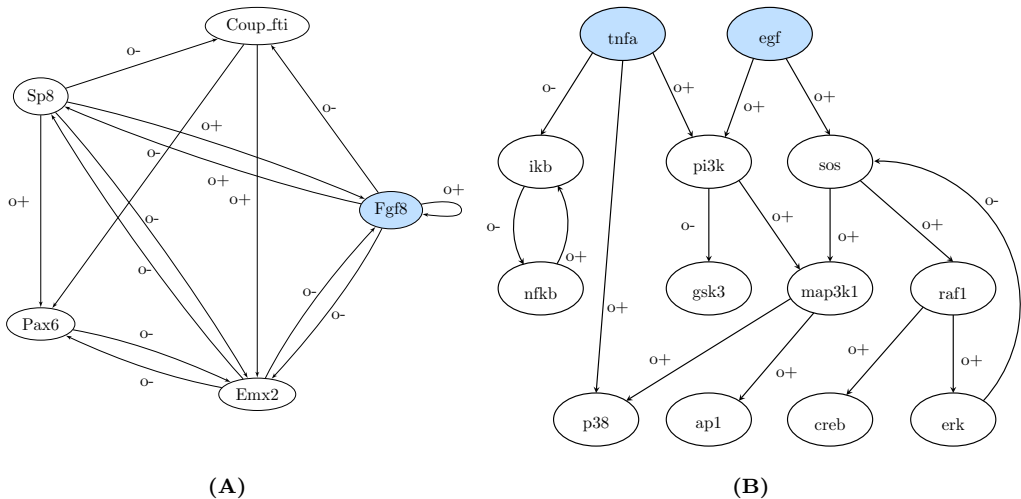 Coup_fti
o-
Sp8
o+
o-
o-
o+
o+
o+
o+
Fgf8
o-
o-
o-
o-
Pax6
o-
o-
Emx2
(A)
tnfa
egf
o-
o+
o+
o+
ikb
pi3k
sos
o-
o-
o+
o-
o+
o+
o+
nfkb
gsk3
map3k1
raf1
o+
o+
o+
o+
o+
p38
ap1
creb
erk
(B)